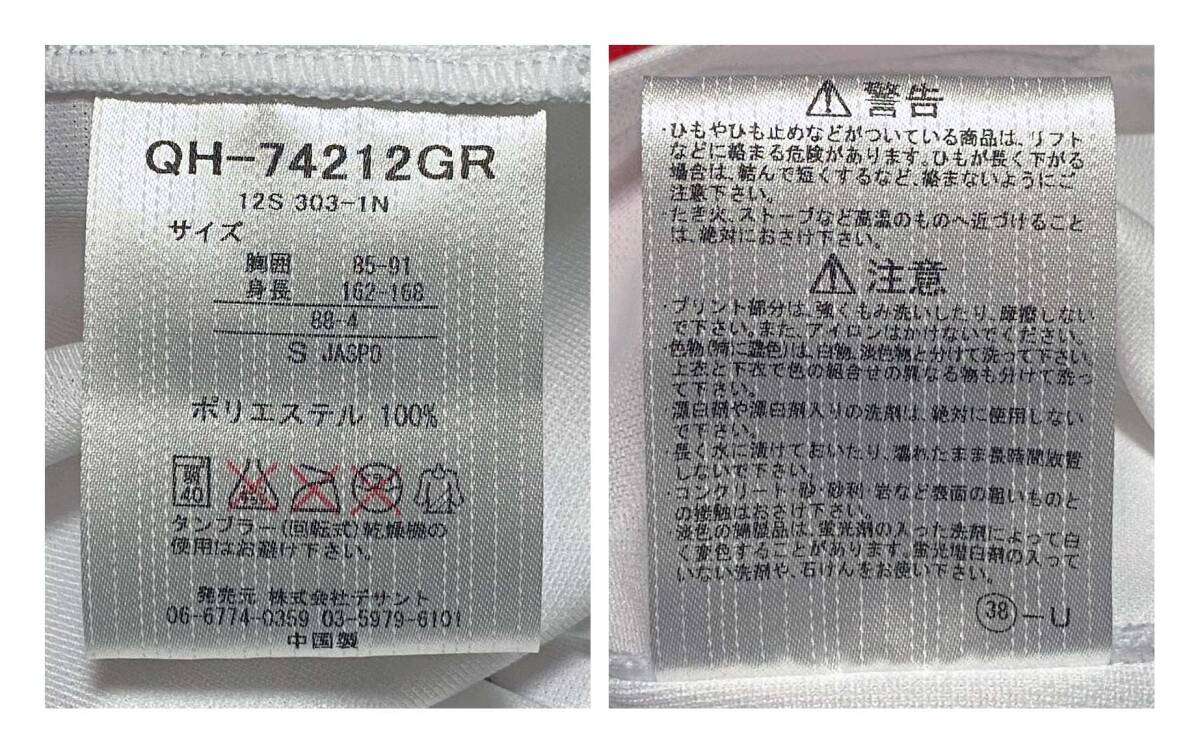 QH-74212GR
12S 303-1N
サイズ
胸囲 85-91
身長 162-168
88-4
S JASPO
ポリエステル 100%
弱
40
タンブラー(回転式)乾燥機の
使用はお避け下さい。
発売元 株式会社デサント
06-6774-0359 03-5979-6101
中国製
警告
・ひもやひも止めなどがついている商品は、リフト
などに絡まる危険があります。ひもが長く下がる
場合は、結んで短くするなど、絡まないようにご
注意下さい。
・たき火、ストーブなど高温のものへ近づけること
は、絶対におさけ下さい。
注意
・プリント部分は、強くもみ洗いしたり、摩擦しない
で下さい。また、アイロンはかけないでください。
・色物(特に濃色)は、白物、淡色物と分けて洗って下さい。
上衣と下衣で色の組合せの異なる物も分けて洗っ
て下さい。
・漂白剤や漂白剤入りの洗剤は、絶対に使用しない
で下さい。
・長く水に漬けておいたり、濡れたまま長時間放置
しないで下さい。
・コンクリート・砂・砂利・岩など表面の粗いものと
の接触はおさけ下さい。
淡色の綿製品は、蛍光剤の入った洗剤によって白
く変色することがあります。蛍光増白剤の入って
いない洗剤や、石けんをお使い下さい。
38-U